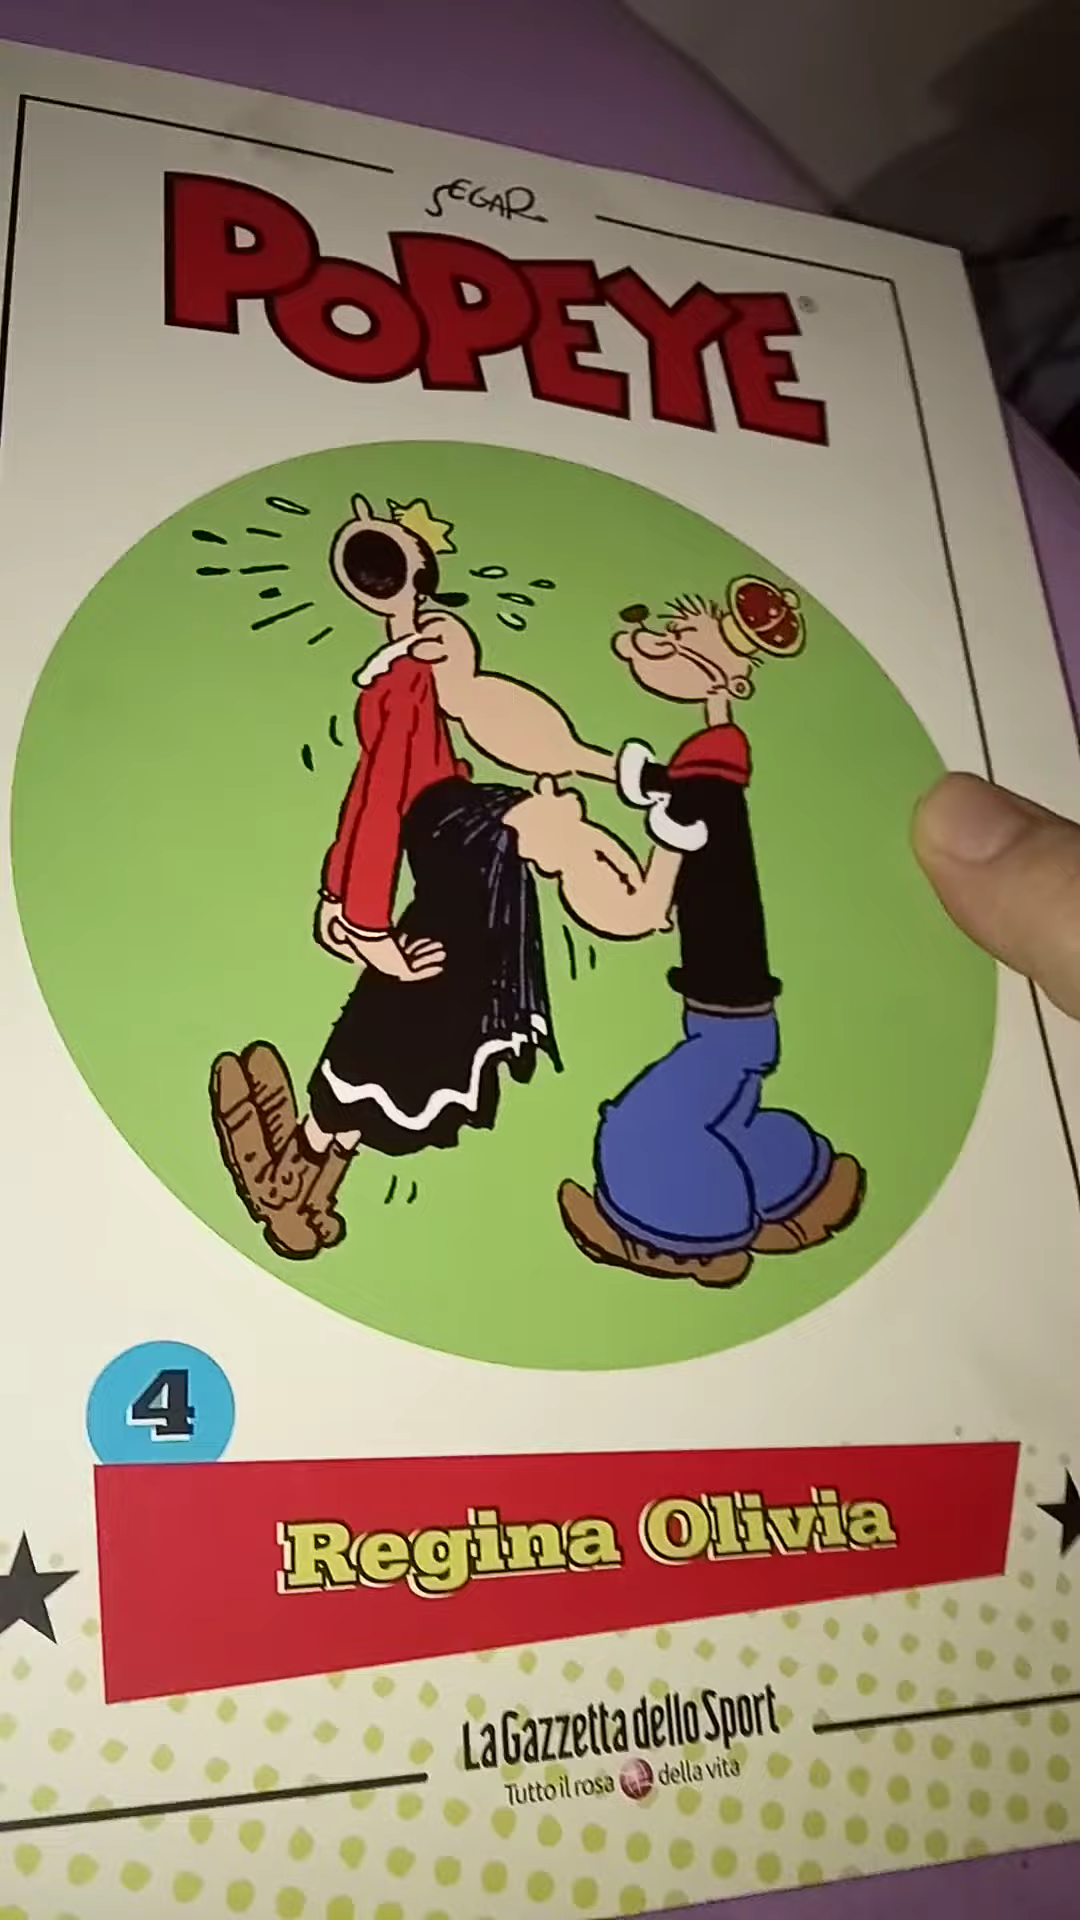 SEGAR
POPEYE®
4
Regina Olivia
La Gazzetta dello Sport
Tutto il rosa della vita